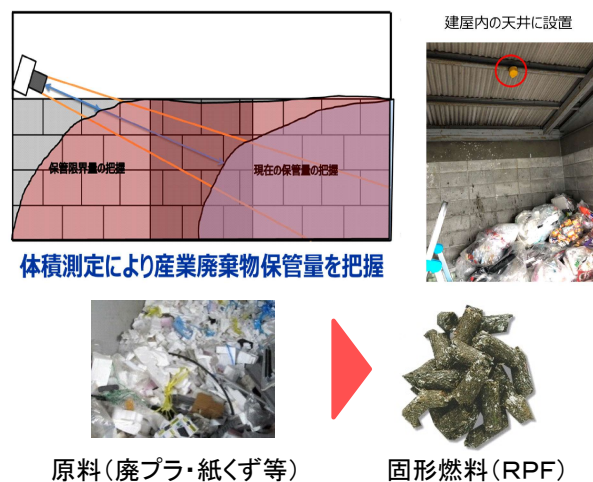 建屋内の天井に設置
保管限界量の把握
現在の保管量の把握
体積測定により産業廃棄物保管量を把握
原料(廃プラ・紙くず等)
固形燃料(RPF)